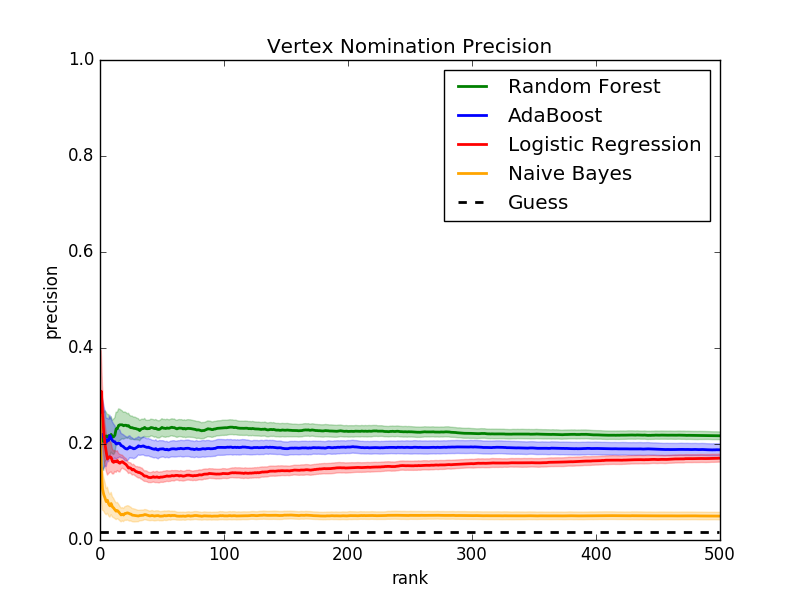 Vertex Nomination Precision
1.0
0.8
0.6
0.4
0.2
0.0
precision
Random Forest
AdaBoost
Logistic Regression
Naive Bayes
Guess
0 100 200 300 400 500
rank